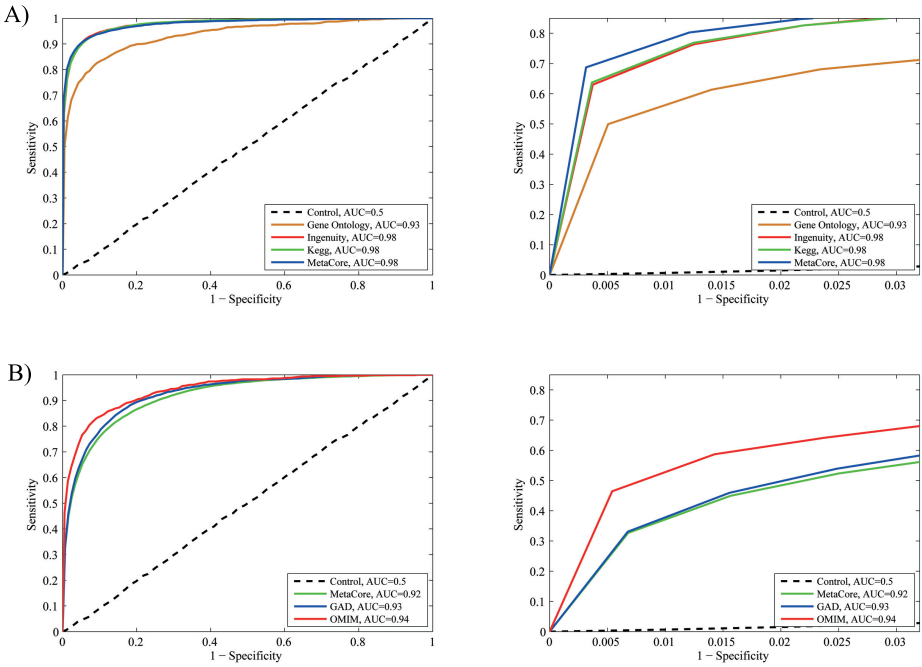 A)
1
0.9
0.8
0.7
0.6
0.5
0.4
0.3
0.2
0.1
0
Sensitivity
0 0.2 0.4 0.6 0.8 1
1 − Specificity
Control, AUC=0.5
Gene Ontology, AUC=0.93
Ingenuity, AUC=0.98
Kegg, AUC=0.98
MetaCore, AUC=0.98
0.8
0.7
0.6
0.5
0.4
0.3
0.2
0.1
0
Sensitivity
0 0.005 0.01 0.015 0.02 0.025 0.03
1 − Specificity
Control, AUC=0.5
Gene Ontology, AUC=0.93
Ingenuity, AUC=0.98
Kegg, AUC=0.98
MetaCore, AUC=0.98
B)
1
0.9
0.8
0.7
0.6
0.5
0.4
0.3
0.2
0.1
0
Sensitivity
0 0.2 0.4 0.6 0.8 1
1 − Specificity
Control, AUC=0.5
MetaCore, AUC=0.92
GAD, AUC=0.93
OMIM, AUC=0.94
0.8
0.7
0.6
0.5
0.4
0.3
0.2
0.1
0
Sensitivity
0 0.005 0.01 0.015 0.02 0.025 0.03
1 − Specificity
Control, AUC=0.5
MetaCore, AUC=0.92
GAD, AUC=0.93
OMIM, AUC=0.94